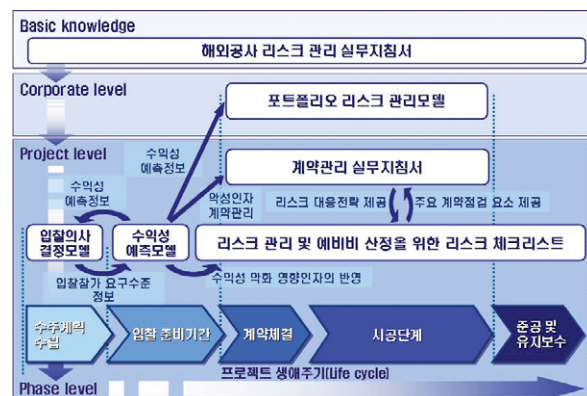 Basic knowledge
해외공사 리스크 관리 실무지침서
Corporate level
포트폴리오 리스크 관리모델
Project level
수익성
예측정보
계약관리 실무지침서
수익성
예측정보
악성인자
계약관리
리스크 대응전략 제공
주요 계약점검 요소 제공
입찰의사
결정모델
수익성
예측모델
리스크 관리 및 예비비 산정을 위한 리스크 체크리스트
입찰참가 요구수준
정보
수익성 악화 영향인자의 반영
수주계획
수립
입찰 준비기간
계약체결
시공단계
준공 및
유지보수
프로젝트 생애주기(Life cycle)
Phase level